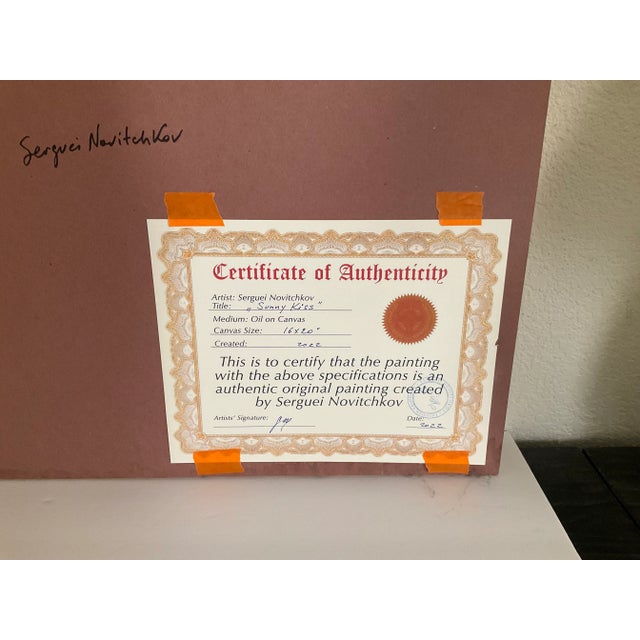 Serguei Novitchkov
Certificate of Authenticity
Artist: Serguei Novitchkov
Title: „Sunny Kiss"
Medium: Oil on Canvas
Canvas Size: 16x20"
Created: 2022
This is to certify that the painting
with the above specifications is an
authentic original painting created
by Serguei Novitchkov
Artists' Signature:
Date:
2022